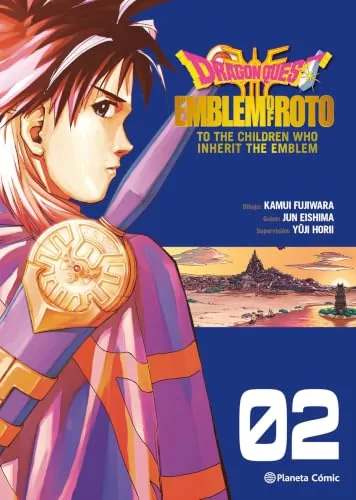 DRAGON QUEST
EMBLEM OF ROTO
TO THE CHILDREN WHO
INHERIT THE EMBLEM
Dibujo: KAMUI FUJIWARA
Guion: JUN EISHIMA
Supervisión: YŪJI HORII
02
Planeta Cómic